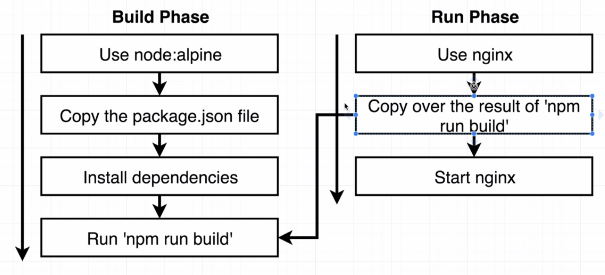 Build Phase
Use node:alpine
Copy the package.json file
Install dependencies
Run 'npm run build'
Run Phase
Use nginx
Copy over the result of 'npm
run build'
Start nginx